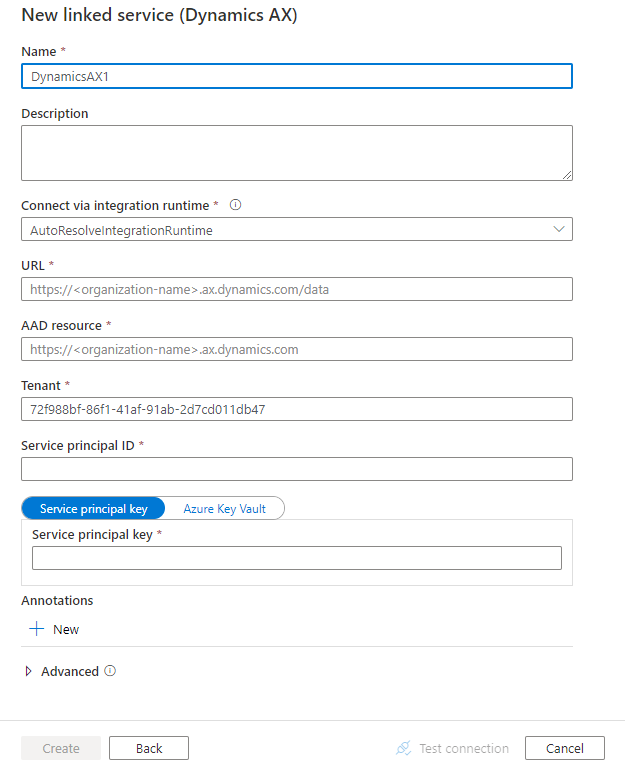 New linked service (Dynamics AX)
Name *
DynamicsAX1
Description
Connect via integration runtime *
AutoResolveIntegrationRuntime
URL *
https://<organization-name>.ax.dynamics.com/data
AAD resource *
https://<organization-name>.ax.dynamics.com
Tenant *
72f988bf-86f1-41af-91ab-2d7cd011db47
Service principal ID *
Service principal key Azure Key Vault
Service principal key *
Annotations
New
Advanced
Create Back Test connection Cancel